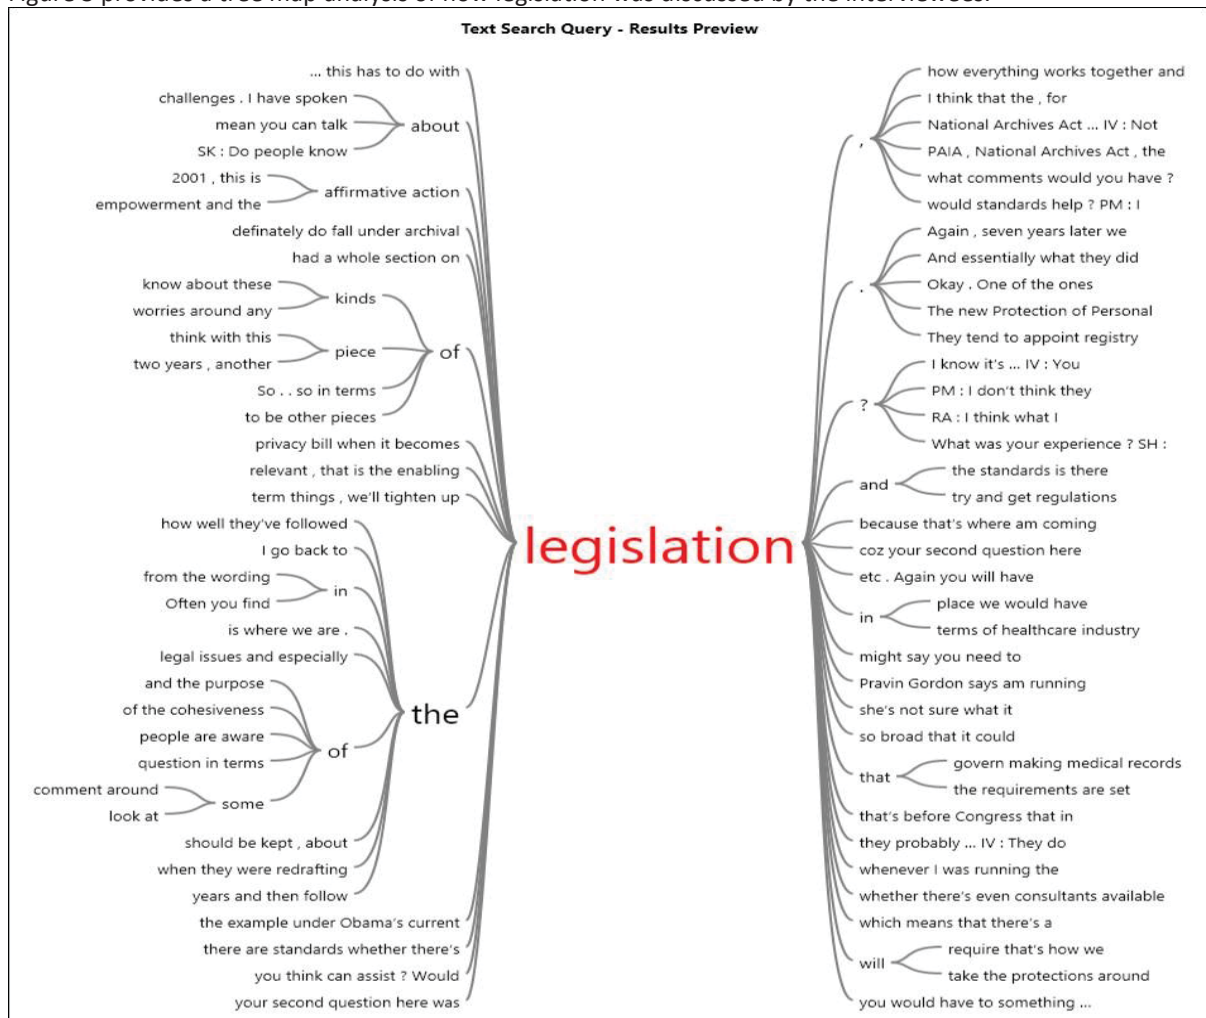 Text Search Query - Results Preview
... this has to do with
challenges . I have spoken
mean you can talk
SK : Do people know
about
2001 , this is
empowerment and the
affirmative action
definately do fall under archival
had a whole section on
know about these
worries around any
kinds
think with this
two years , another
piece
of
So . . so in terms
to be other pieces
privacy bill when it becomes
relevant , that is the enabling
term things , we'll tighten up
how well they've followed
I go back to
from the wording
Often you find
in
is where we are .
legal issues and especially
the
and the purpose
of the cohesiveness
people are aware
question in terms
of
comment around
look at
some
should be kept , about
when they were redrafting
years and then follow
the example under Obama's current
there are standards whether there's
you think can assist ? Would
your second question here was
legislation
,
how everything works together and
I think that the , for
National Archives Act ... IV : Not
PAIA , National Archives Act , the
what comments would you have ?
would standards help ? PM : I
.
Again , seven years later we
And essentially what they did
Okay . One of the ones
The new Protection of Personal
They tend to appoint registry
?
I know it's ... IV : You
PM : I don't think they
RA : I think what I
What was your experience ? SH :
and
the standards is there
try and get regulations
because that's where am coming
coz your second question here
etc . Again you will have
in
place we would have
terms of healthcare industry
might say you need to
Pravin Gordon says am running
she's not sure what it
so broad that it could
that
govern making medical records
the requirements are set
that's before Congress that in
they probably ... IV : They do
whenever I was running the
whether there's even consultants available
which means that there's a
will
require that's how we
take the protections around
you would have to something ...